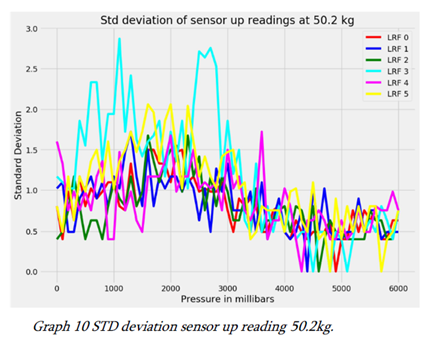 Std deviation of sensor up readings at 50.2 kg
3.0
2.5
2.0
1.5
1.0
0.5
0.0
Standard Deviation
LRF 0
LRF 1
LRF 2
LRF 3
LRF 4
LRF 5
0 1000 2000 3000 4000 5000 6000
Pressure in millibars
Graph 10 STD deviation sensor up reading 50.2kg.